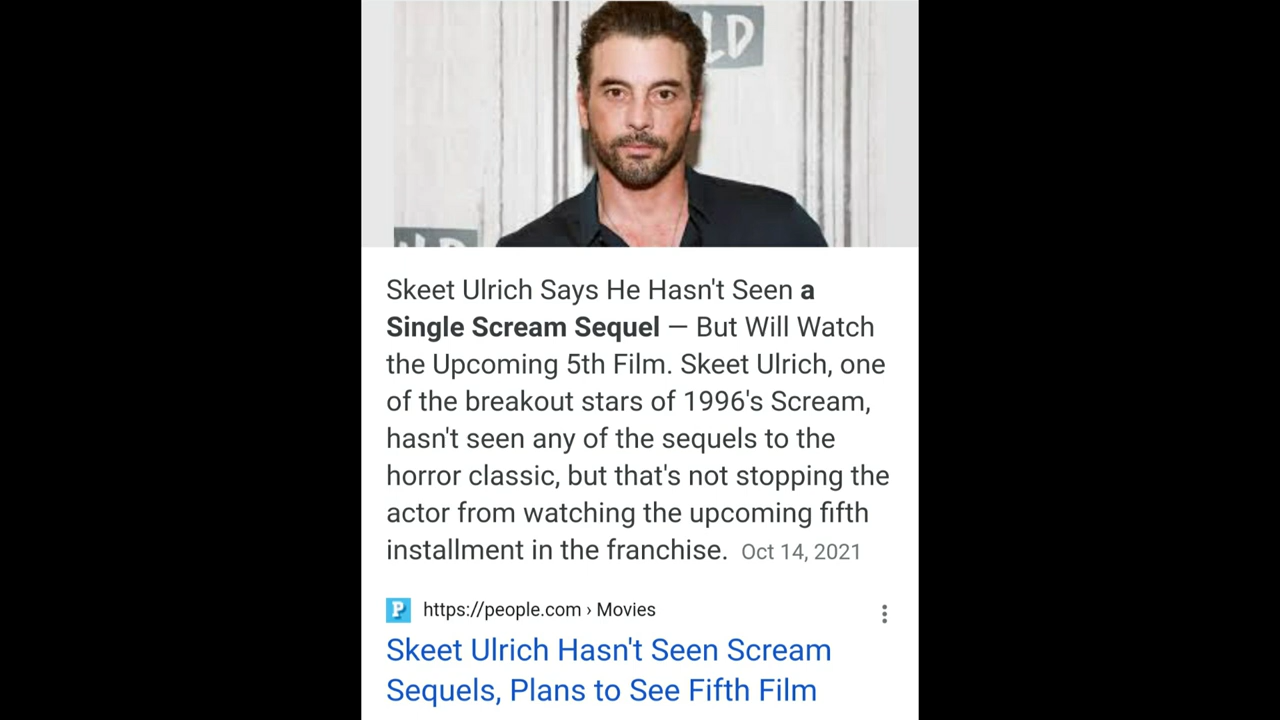 LD
LD
Skeet Ulrich Says He Hasn't Seen a
Single Scream Sequel — But Will Watch
the Upcoming 5th Film. Skeet Ulrich, one
of the breakout stars of 1996's Scream,
hasn't seen any of the sequels to the
horror classic, but that's not stopping the
actor from watching the upcoming fifth
installment in the franchise. Oct 14, 2021
P https://people.com › Movies
Skeet Ulrich Hasn't Seen Scream
Sequels, Plans to See Fifth Film